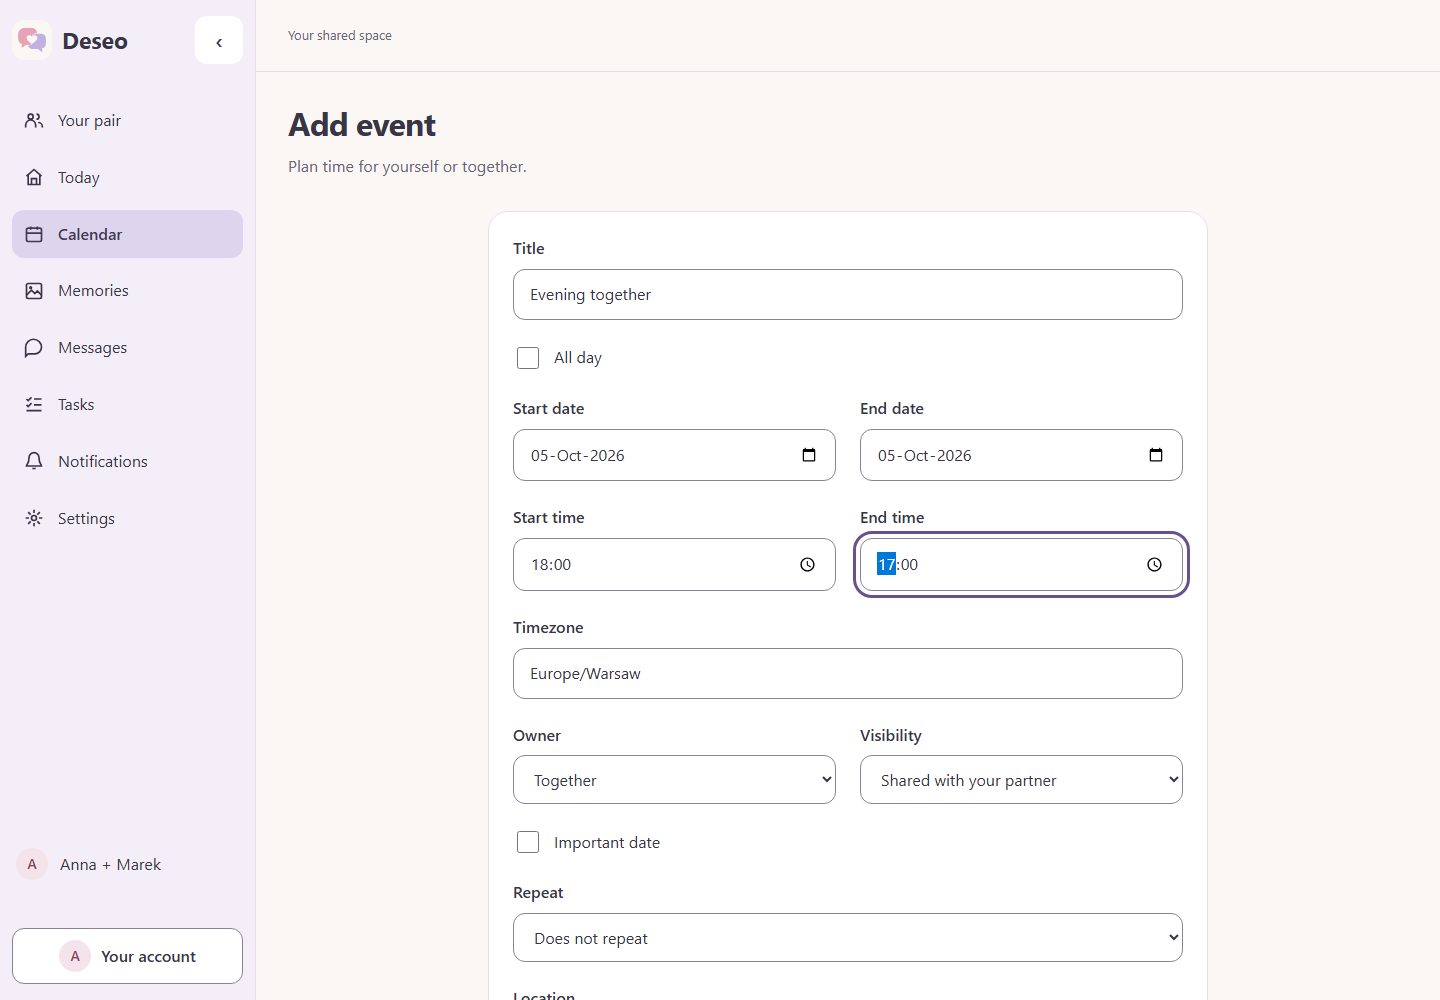 Deseo
‹
Your shared space
Your pair
Today
Calendar
Memories
Messages
Tasks
Notifications
Settings
A Anna + Marek
A Your account
Add event
Plan time for yourself or together.
Title
Evening together
All day
Start date End date
05-Oct-2026 05-Oct-2026
Start time End time
18:00 17:00
Timezone
Europe/Warsaw
Owner Visibility
Together Shared with your partner
Important date
Repeat
Does not repeat
Location